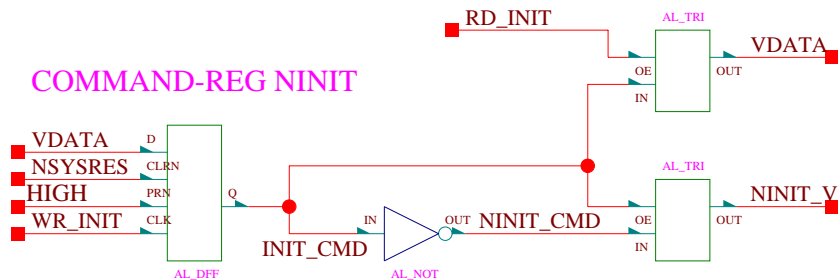 AL_TRI
RD_INIT
VDATA
OE
OUT
IN
COMMAND-REG NINIT
VDATA
D
NSYSRES
CLRN
HIGH
PRN
Q
WR_INIT
CLK
AL_DFF
INIT_CMD
IN
OUT
AL_NOT
NINIT_CMD
AL_TRI
OE
OUT
IN
NINIT_V